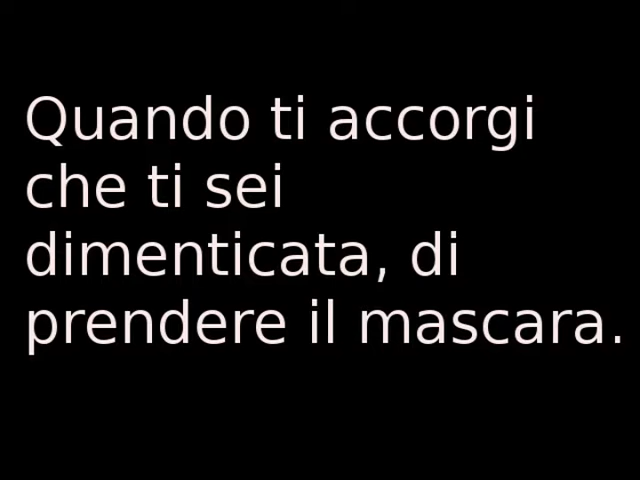 Quando ti accorgi
che ti sei
dimenticata, di
prendere il mascara.